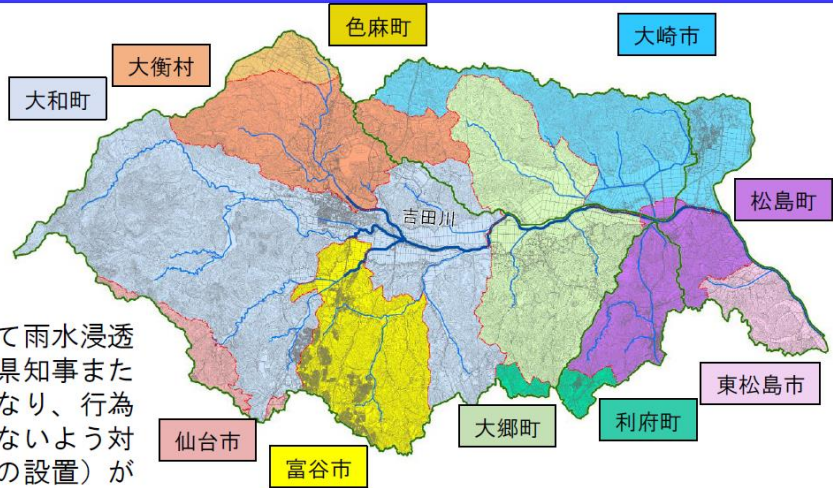 色麻町
大崎市
大衡村
大和町
吉田川
松島町
て雨水浸透
県知事また
なり、行為
ないよう対
の設置）が
東松島市
仙台市
大郷町
利府町
富谷市